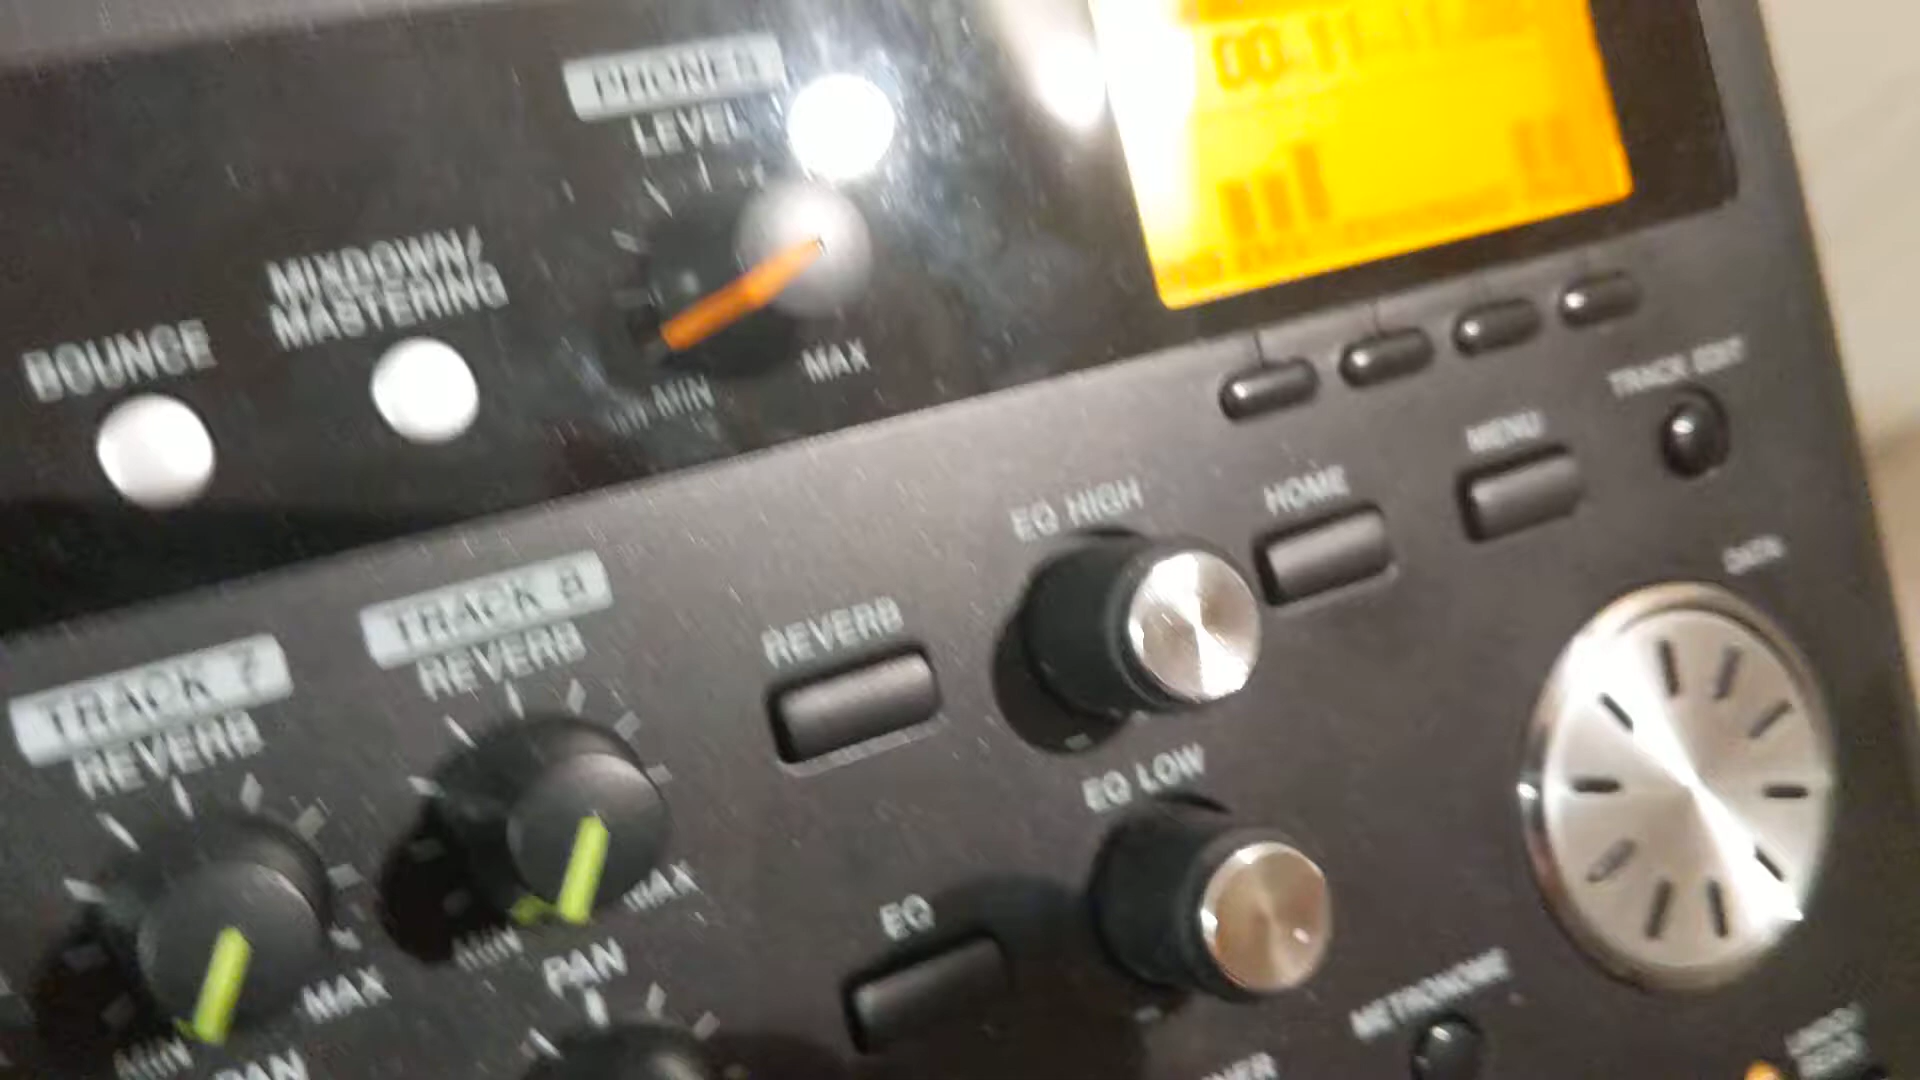 PHONES
LEVEL
MIN
MAX
MIXDOWN/
MASTERING
BOUNCE
TRACK EDIT
MENU
HOME
EQ HIGH
DATA
TRACK 8
REVERB
REVERB
TRACK 7
REVERB
EQ LOW
MAX
MIN
EQ
PAN
MAX
MIN
PAN
METRONOME